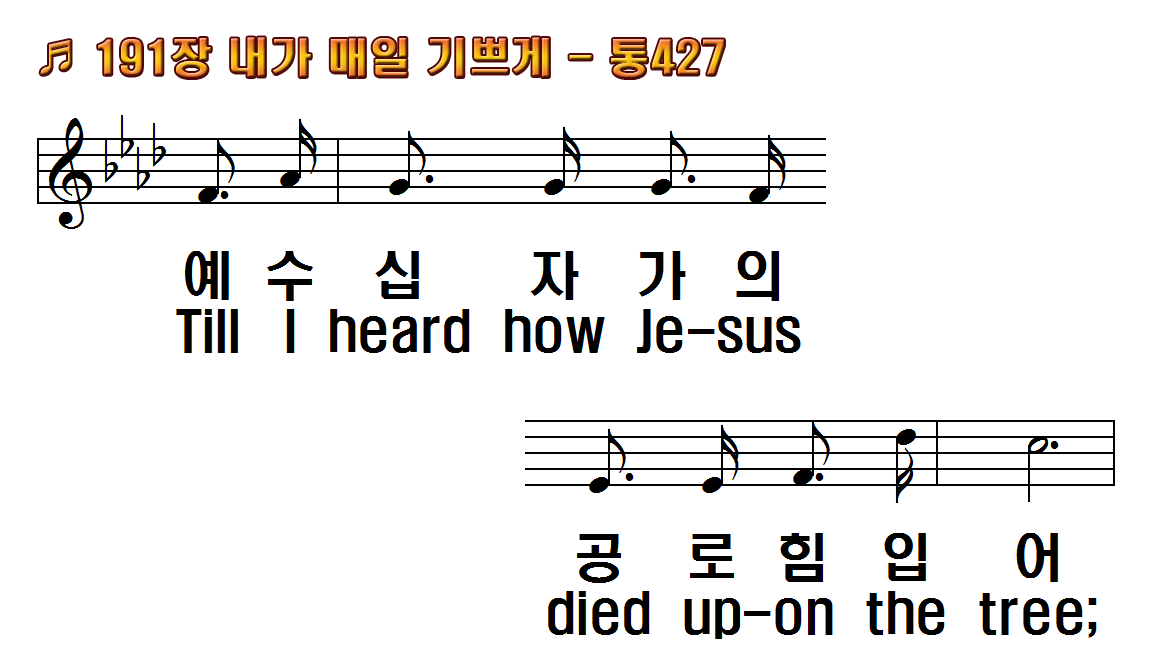 ♬ 191장 내가 매일 기쁘게 - 통427
예 수 십 자 가 의
Till I heard how Je-sus
공 로 힘 입 어
died up-on the tree;